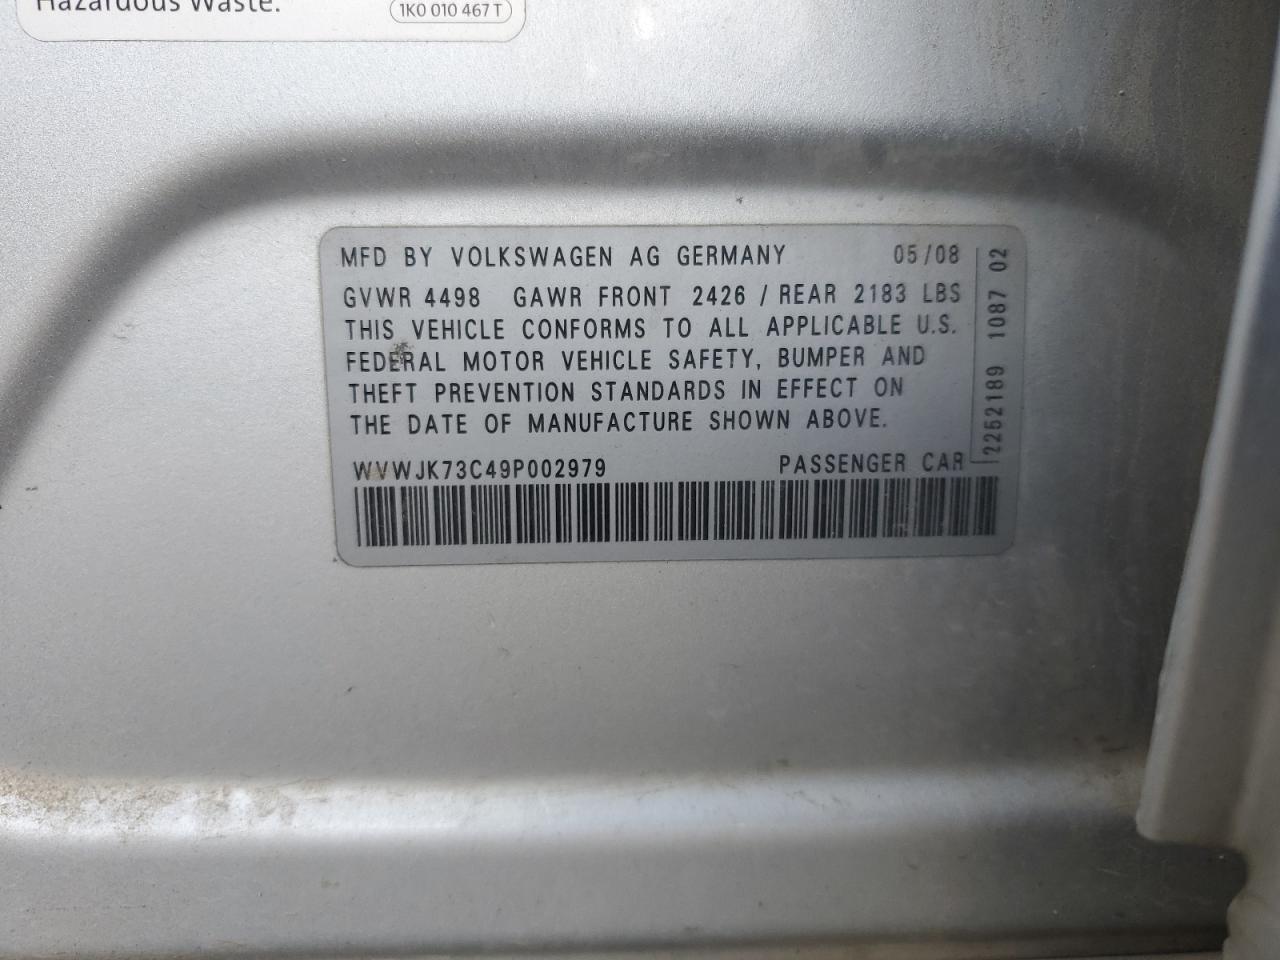 Hazardous Waste.
1K0 010 467 T
MFD BY VOLKSWAGEN AG GERMANY 05/08
GVWR 4498 GAWR FRONT 2426 / REAR 2183 LBS
THIS VEHICLE CONFORMS TO ALL APPLICABLE U.S.
FEDERAL MOTOR VEHICLE SAFETY, BUMPER AND
THEFT PREVENTION STANDARDS IN EFFECT ON
THE DATE OF MANUFACTURE SHOWN ABOVE.
WVWJK73C49P002979 PASSENGER CAR
2252189 1087 02